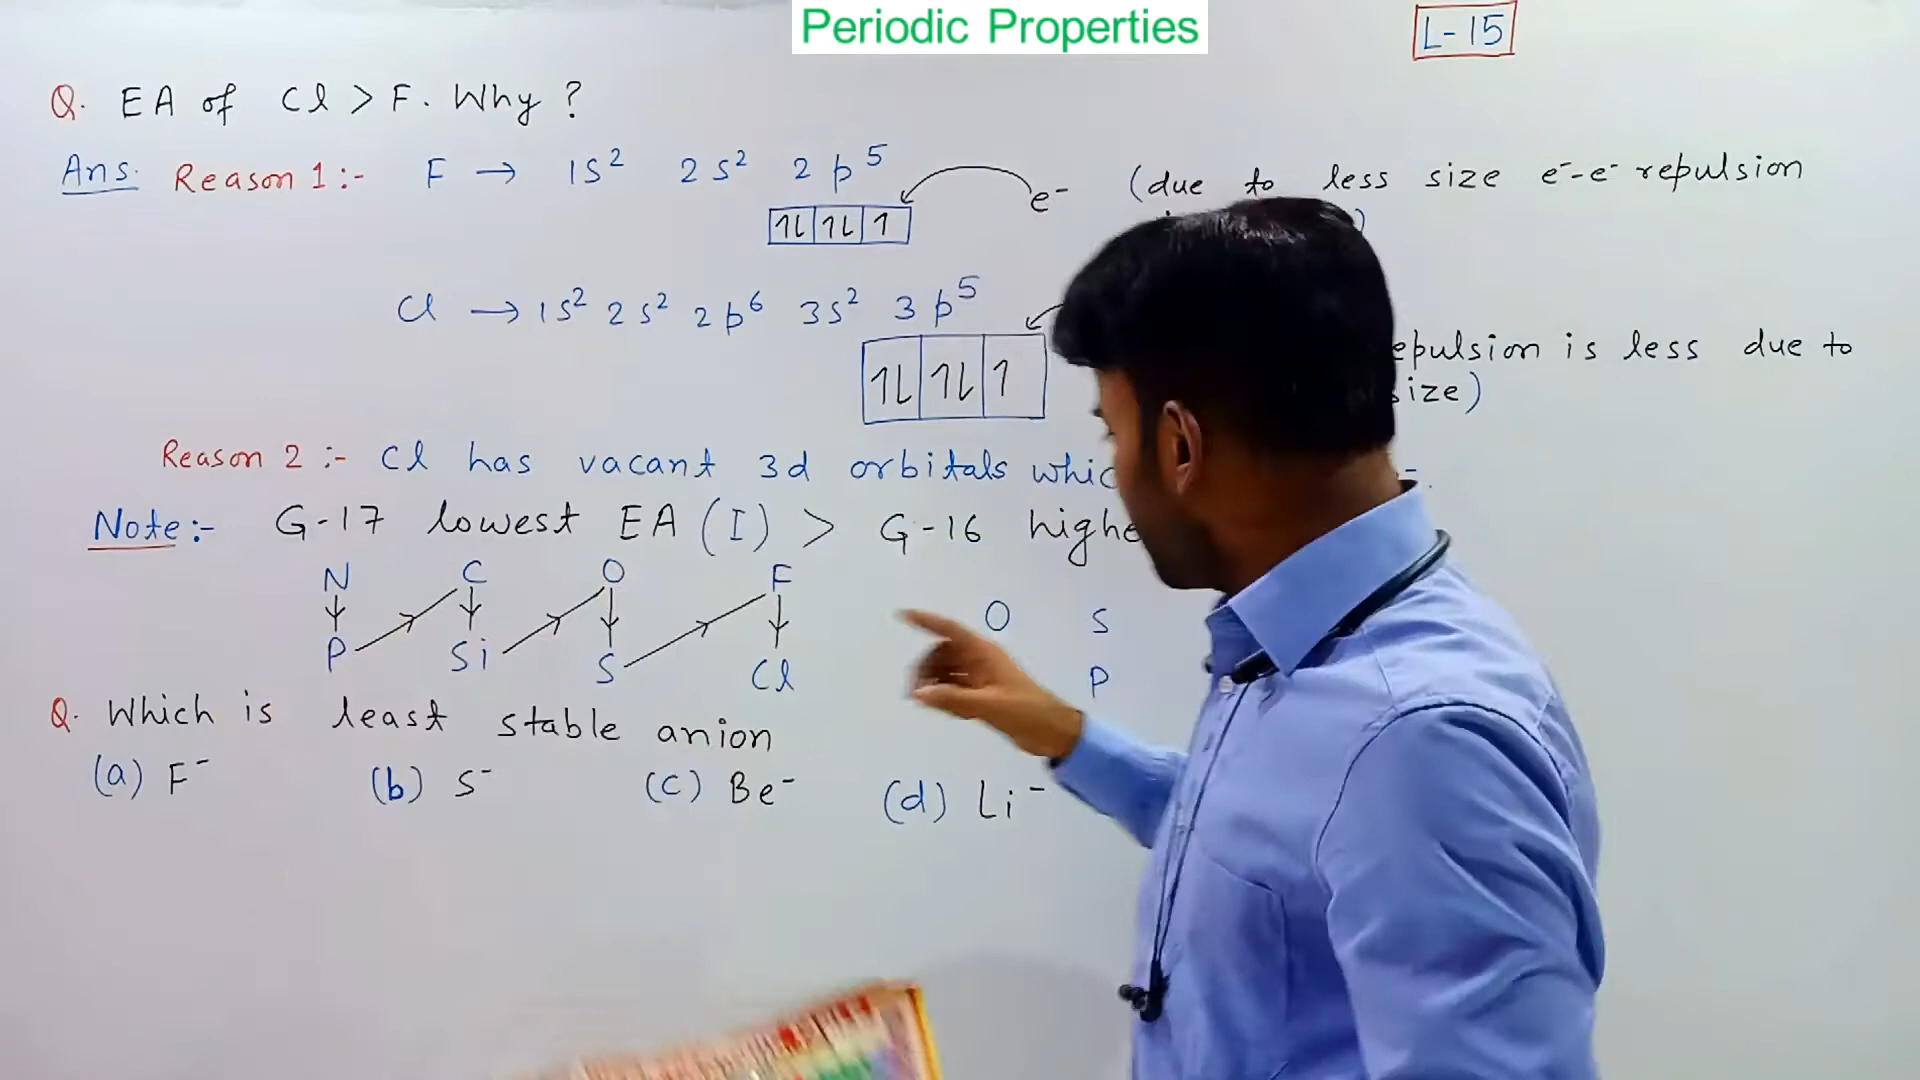 Periodic Properties
L-15
Q. EA of Cl > F. Why ?
Ans. Reason 1 :- F → 1s² 2s² 2p⁵ e⁻ (due to less size e⁻-e⁻ repulsion
)
1L 1L 1
Cl → 1s² 2s² 2p⁶ 3s² 3p⁵
epulsion is less due to
1L 1L 1 ize)
Reason 2 :- Cl has vacant 3d orbitals whic
Note :- G-17 lowest EA (I) > G-16 highe
N C O F
O S
P Si S Cl
P
Q. Which is least stable anion
(a) F⁻ (b) S⁻ (c) Be⁻ (d) Li⁻